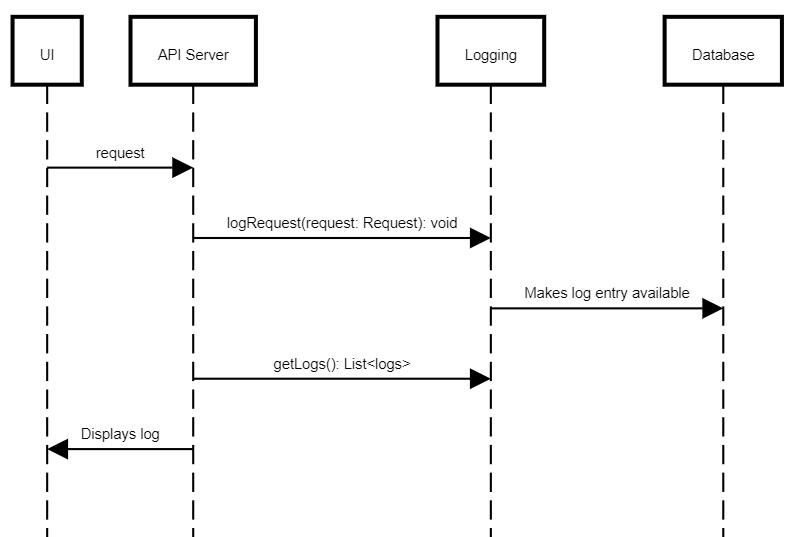 UI
API Server
Logging
Database
request
logRequest(request: Request): void
Makes log entry available
getLogs(): List<logs>
Displays log